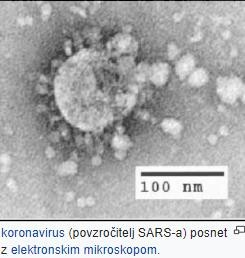 100 nm
koronavirus (povzročitelj SARS-a) posnet
z elektronskim mikroskopom.